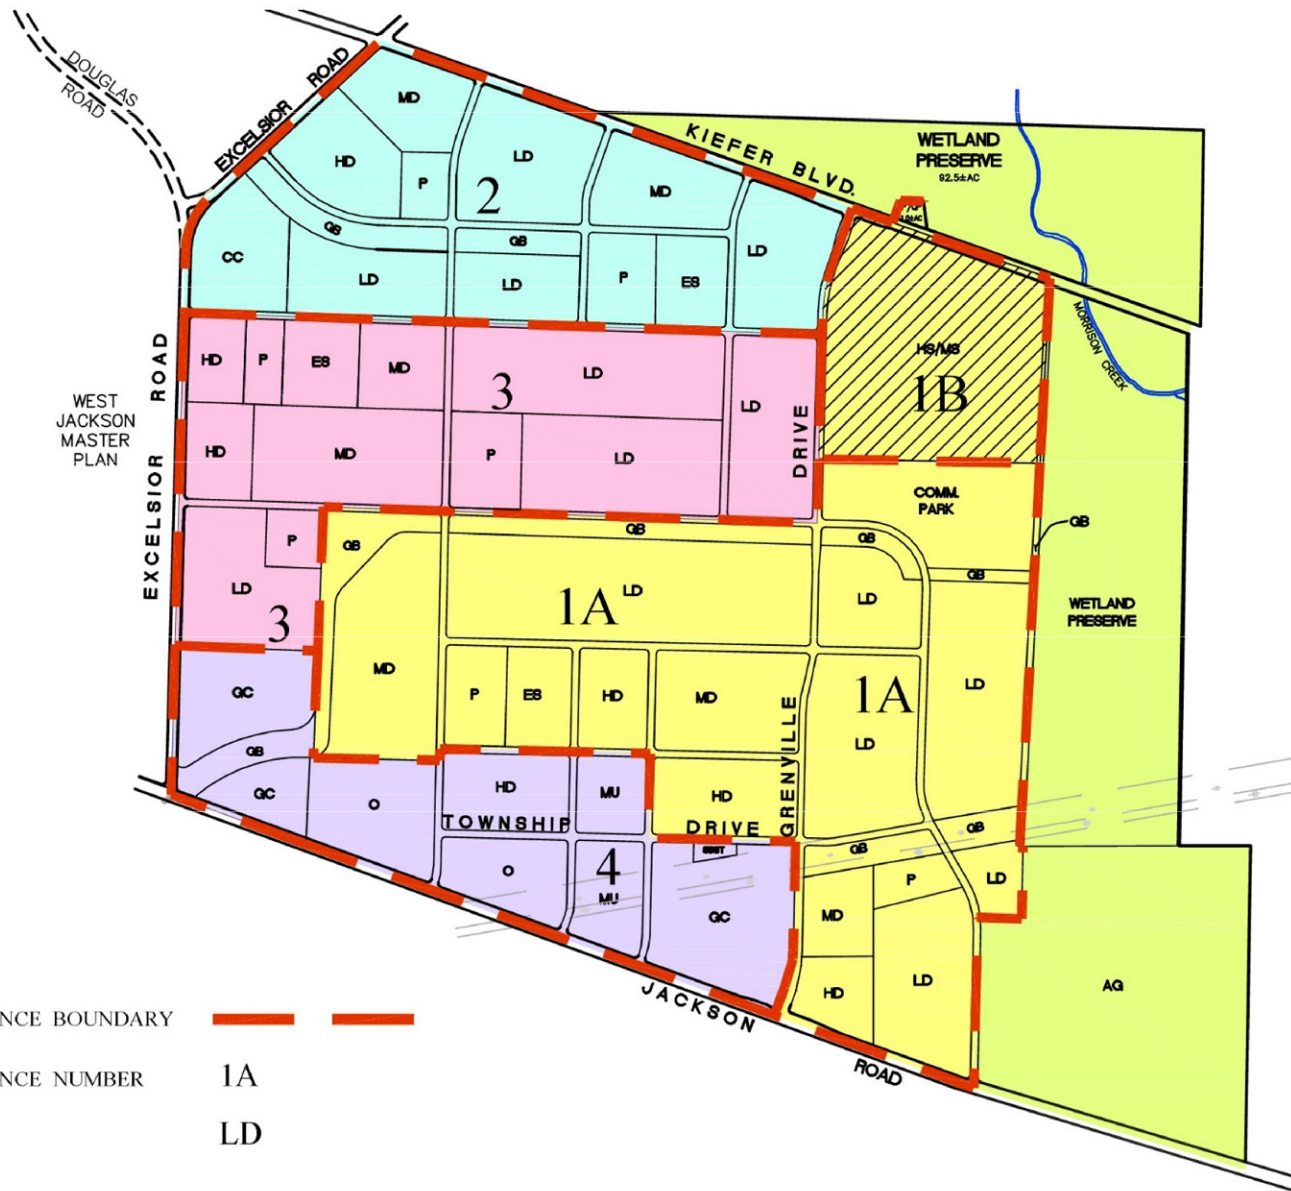 DOUGLAS
ROAD
EXCELSIOR ROAD
KIEFER BLVD.
WETLAND
PRESERVE
92.5±AC
MD
HD
P
LD
2
MD
GB
GB
LD
CC
LD
LD
P
ES
MORRISON CREEK
EXCELSIOR ROAD
WEST
JACKSON
MASTER
PLAN
HD
P
ES
MD
3
LD
LD
HD
MD
P
LD
DRIVE
HS/MS
1B
COMM.
PARK
GB
LD
P
3
GB
GB
GB
GB
LD
1A
LD
WETLAND
PRESERVE
MD
P
ES
HD
MD
GRENVILLE
1A
LD
LD
GC
GB
GC
O
HD
MU
HD
TOWNSHIP DRIVE
O
4
MU
GC
GB
GB
P
LD
MD
HD
LD
AG
JACKSON ROAD
NCE BOUNDARY
NCE NUMBER 1A
LD